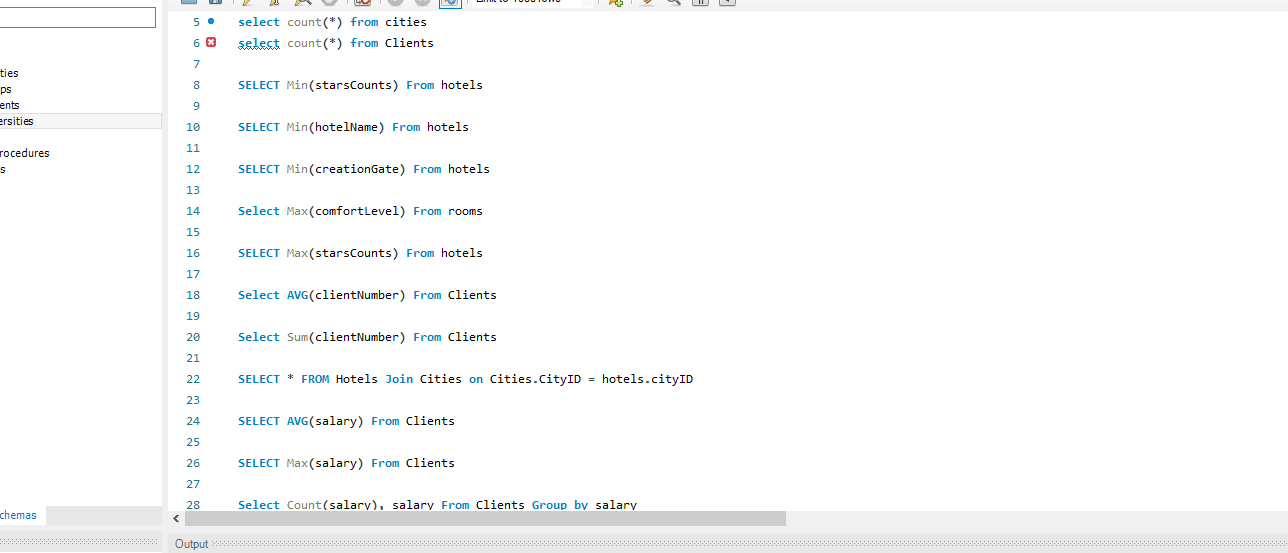 5 select count(*) from cities
6 select count(*) from Clients
7
8 SELECT Min(starsCounts) From hotels
9
10 SELECT Min(hotelName) From hotels
11
12 SELECT Min(creationGate) From hotels
13
14 Select Max(comfortLevel) From rooms
15
16 SELECT Max(starsCounts) From hotels
17
18 Select AVG(clientNumber) From Clients
19
20 Select Sum(clientNumber) From Clients
21
22 SELECT * FROM Hotels Join Cities on Cities.CityID = hotels.cityID
23
24 SELECT AVG(salary) From Clients
25
26 SELECT Max(salary) From Clients
27
28 Select Count(salary), salary From Clients Group by salary
ties
ps
ents
ersities
rocedures
s
chemas
Output